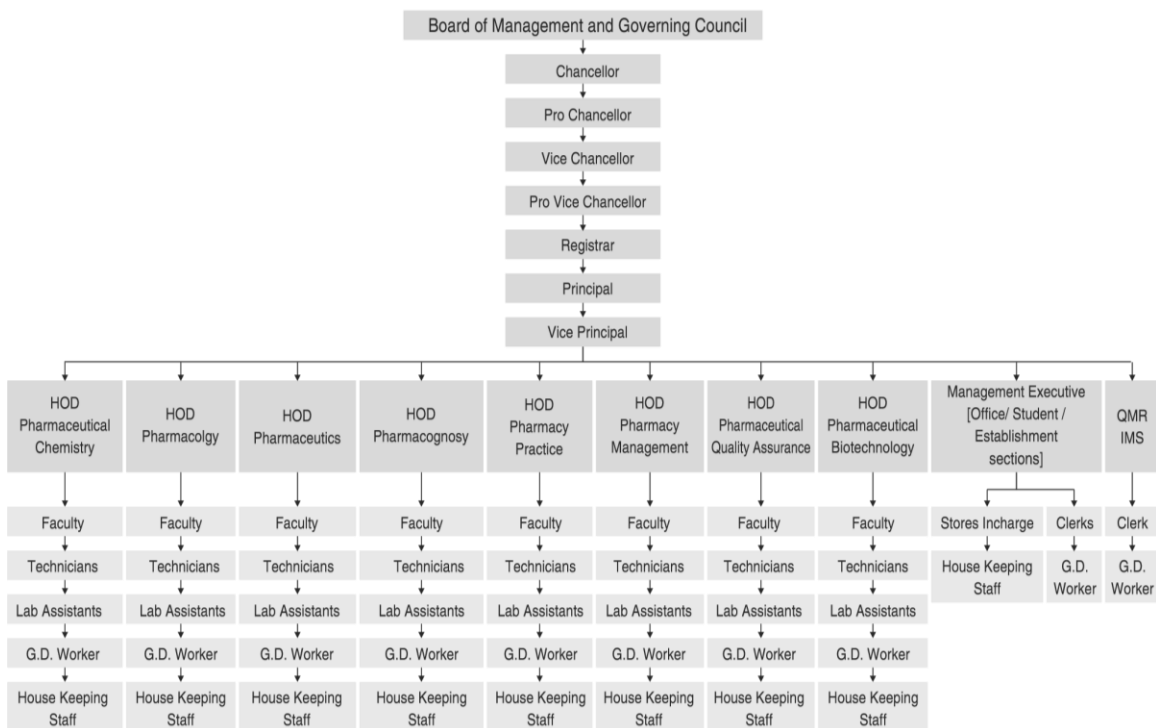 Board of Management and Governing Council
Chancellor
Pro Chancellor
Vice Chancellor
Pro Vice Chancellor
Registrar
Principal
Vice Principal
HOD
Pharmaceutical
Chemistry
HOD
Pharmacolgy
HOD
Pharmaceutics
HOD
Pharmacognosy
HOD
Pharmacy
Practice
HOD
Pharmacy
Management
HOD
Pharmaceutical
Quality Assurance
HOD
Pharmaceutical
Biotechnology
Management Executive
[Office/ Student /
Establishment
sections]
QMR
IMS
Faculty
Faculty
Faculty
Faculty
Faculty
Faculty
Faculty
Faculty
Stores Incharge
Clerks
Clerk
Technicians
Technicians
Technicians
Technicians
Technicians
Technicians
Technicians
Technicians
House Keeping
Staff
G.D.
Worker
G.D.
Worker
Lab Assistants
Lab Assistants
Lab Assistants
Lab Assistants
Lab Assistants
Lab Assistants
Lab Assistants
Lab Assistants
G.D. Worker
G.D. Worker
G.D. Worker
G.D. Worker
G.D. Worker
G.D. Worker
G.D. Worker
G.D. Worker
House Keeping
Staff
House Keeping
Staff
House Keeping
Staff
House Keeping
Staff
House Keeping
Staff
House Keeping
Staff
House Keeping
Staff
House Keeping
Staff